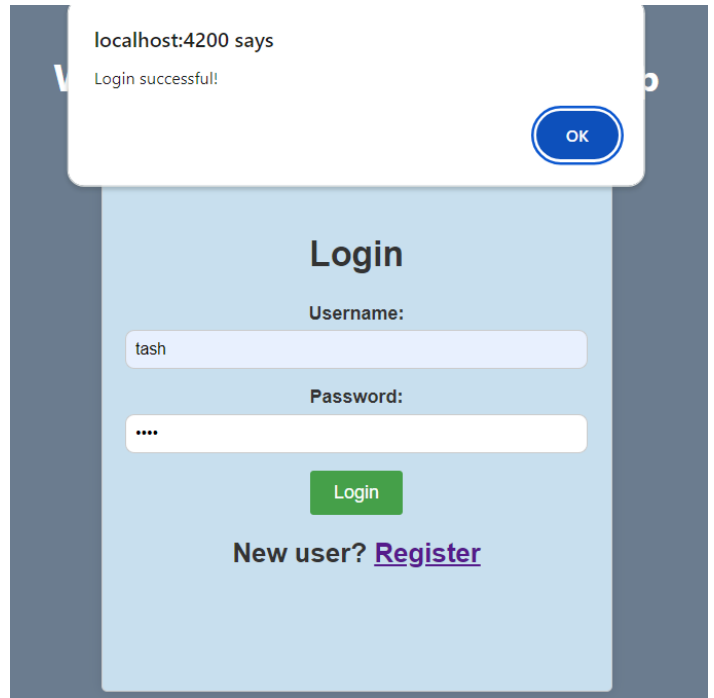 localhost:4200 says
Login successful!
OK
Login
Username:
tash
Password:
••••
Login
New user? Register